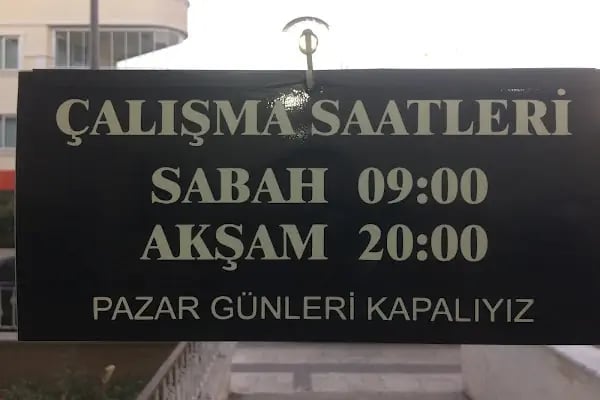 ÇALIŞMA SAATLERİ
SABAH 09:00
AKŞAM 20:00
PAZAR GÜNLERİ KAPALIYIZ